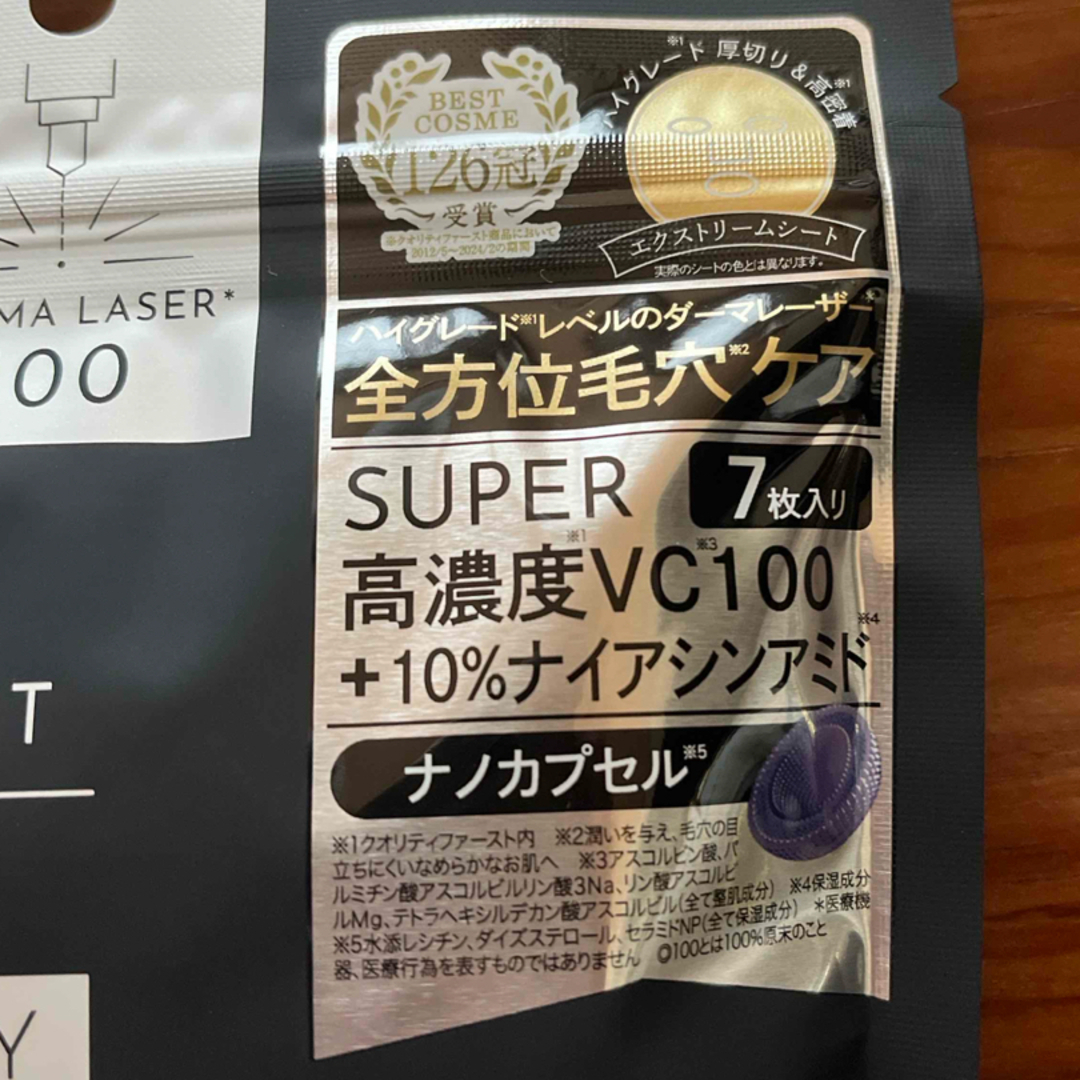 MA LASER*
00
T
Y
BEST
COSME
126冠
受賞
※クオリティファースト商品において
2012/5~2024/2の期間
ハイグレード※1 厚切り&高密着※1
エクストリームシート
実際のシートの色とは異なります。
ハイグレード※1レベルのダーマレーザー*
全方位毛穴※2ケア
SUPER
7枚入り
高濃度※1VC※3100
+10%ナイアシンアミド※4
ナノカプセル※5
※1クオリティファースト内 ※2潤いを与え、毛穴の目
立ちにくいなめらかなお肌へ ※3アスコルビン酸、パ
ルミチン酸アスコルビルリン酸3Na、リン酸アスコルビ
ルMg、テトラヘキシルデカン酸アスコルビル(全て整肌成分) ※4保湿成分
※5水添レシチン、ダイズステロール、セラミドNP(全て保湿成分) *医療機
器、医療行為を表すものではありません ◎100とは100%原末のこと